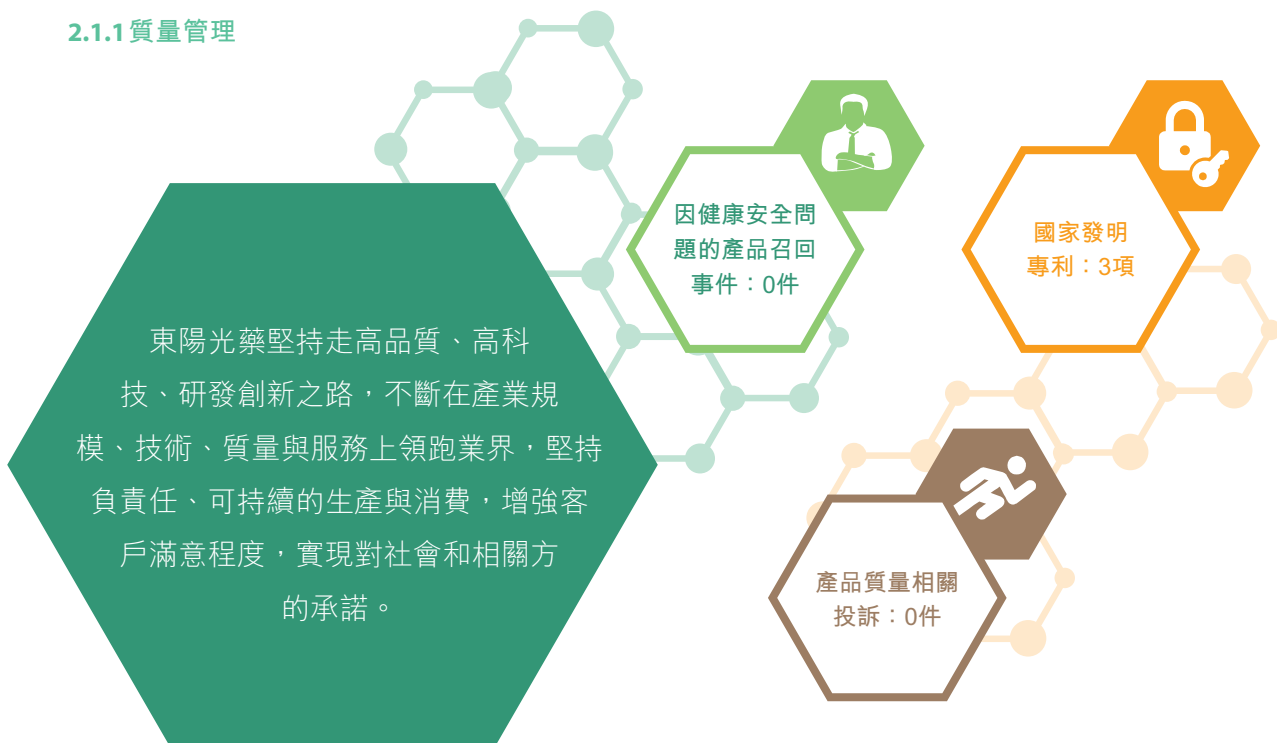 2.1.1質量管理
東陽光藥堅持走高品質、高科
技、研發創新之路，不斷在產業規
模、技術、質量與服務上領跑業界，堅持
負責任、可持續的生產與消費，增強客
戶滿意程度，實現對社會和相關方
的承諾。
因健康安全問
題的產品召回
事件：0件
國家發明
專利：3項
產品質量相關
投訴：0件